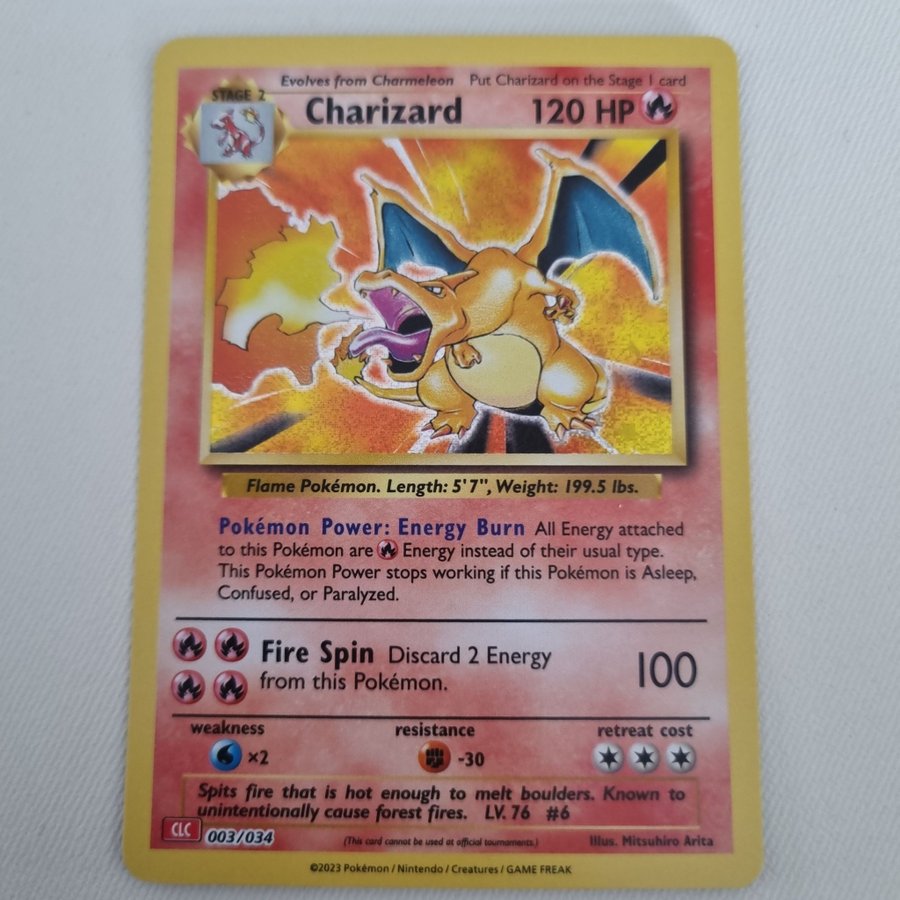 Evolves from Charmeleon Put Charizard on the Stage 1 card
STAGE 2
Charizard 120 HP
Flame Pokémon. Length: 5'7", Weight: 199.5 lbs.
Pokémon Power: Energy Burn All Energy attached
to this Pokémon are Energy instead of their usual type.
This Pokémon Power stops working if this Pokémon is Asleep,
Confused, or Paralyzed.
Fire Spin Discard 2 Energy
from this Pokémon.
100
weakness resistance retreat cost
×2 -30
Spits fire that is hot enough to melt boulders. Known to
unintentionally cause forest fires. LV. 76 #6
CLC 003/034 (This card cannot be used at official tournaments.) Illus. Mitsuhiro Arita
©2023 Pokémon / Nintendo / Creatures / GAME FREAK